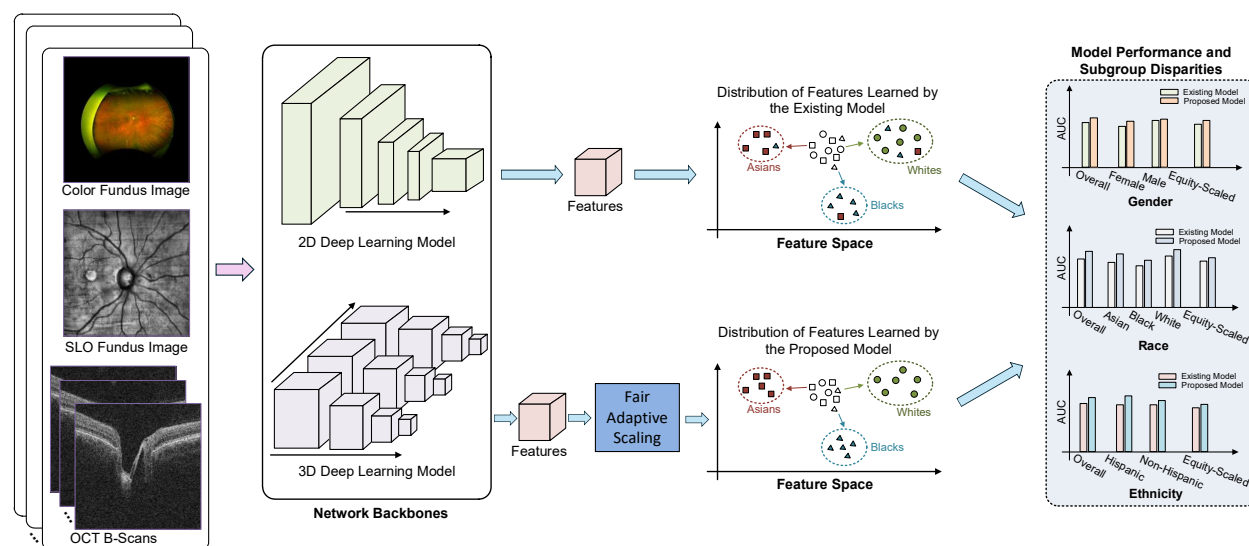 Color Fundus Image
SLO Fundus Image
OCT B-Scans
2D Deep Learning Model
3D Deep Learning Model
Network Backbones
Features
Features
Fair
Adaptive
Scaling
Distribution of Features Learned by
the Existing Model
Asians
Whites
Blacks
Feature Space
Distribution of Features Learned by
the Proposed Model
Asians
Whites
Blacks
Feature Space
Model Performance and
Subgroup Disparities
Existing Model
Proposed Model
AUC
Overall
Female
Male
Equity-Scaled
Gender
Existing Model
Proposed Model
AUC
Overall
Asian
Black
White
Equity-Scaled
Race
Existing Model
Proposed Model
AUC
Overall
Hispanic
Non-Hispanic
Equity-Scaled
Ethnicity